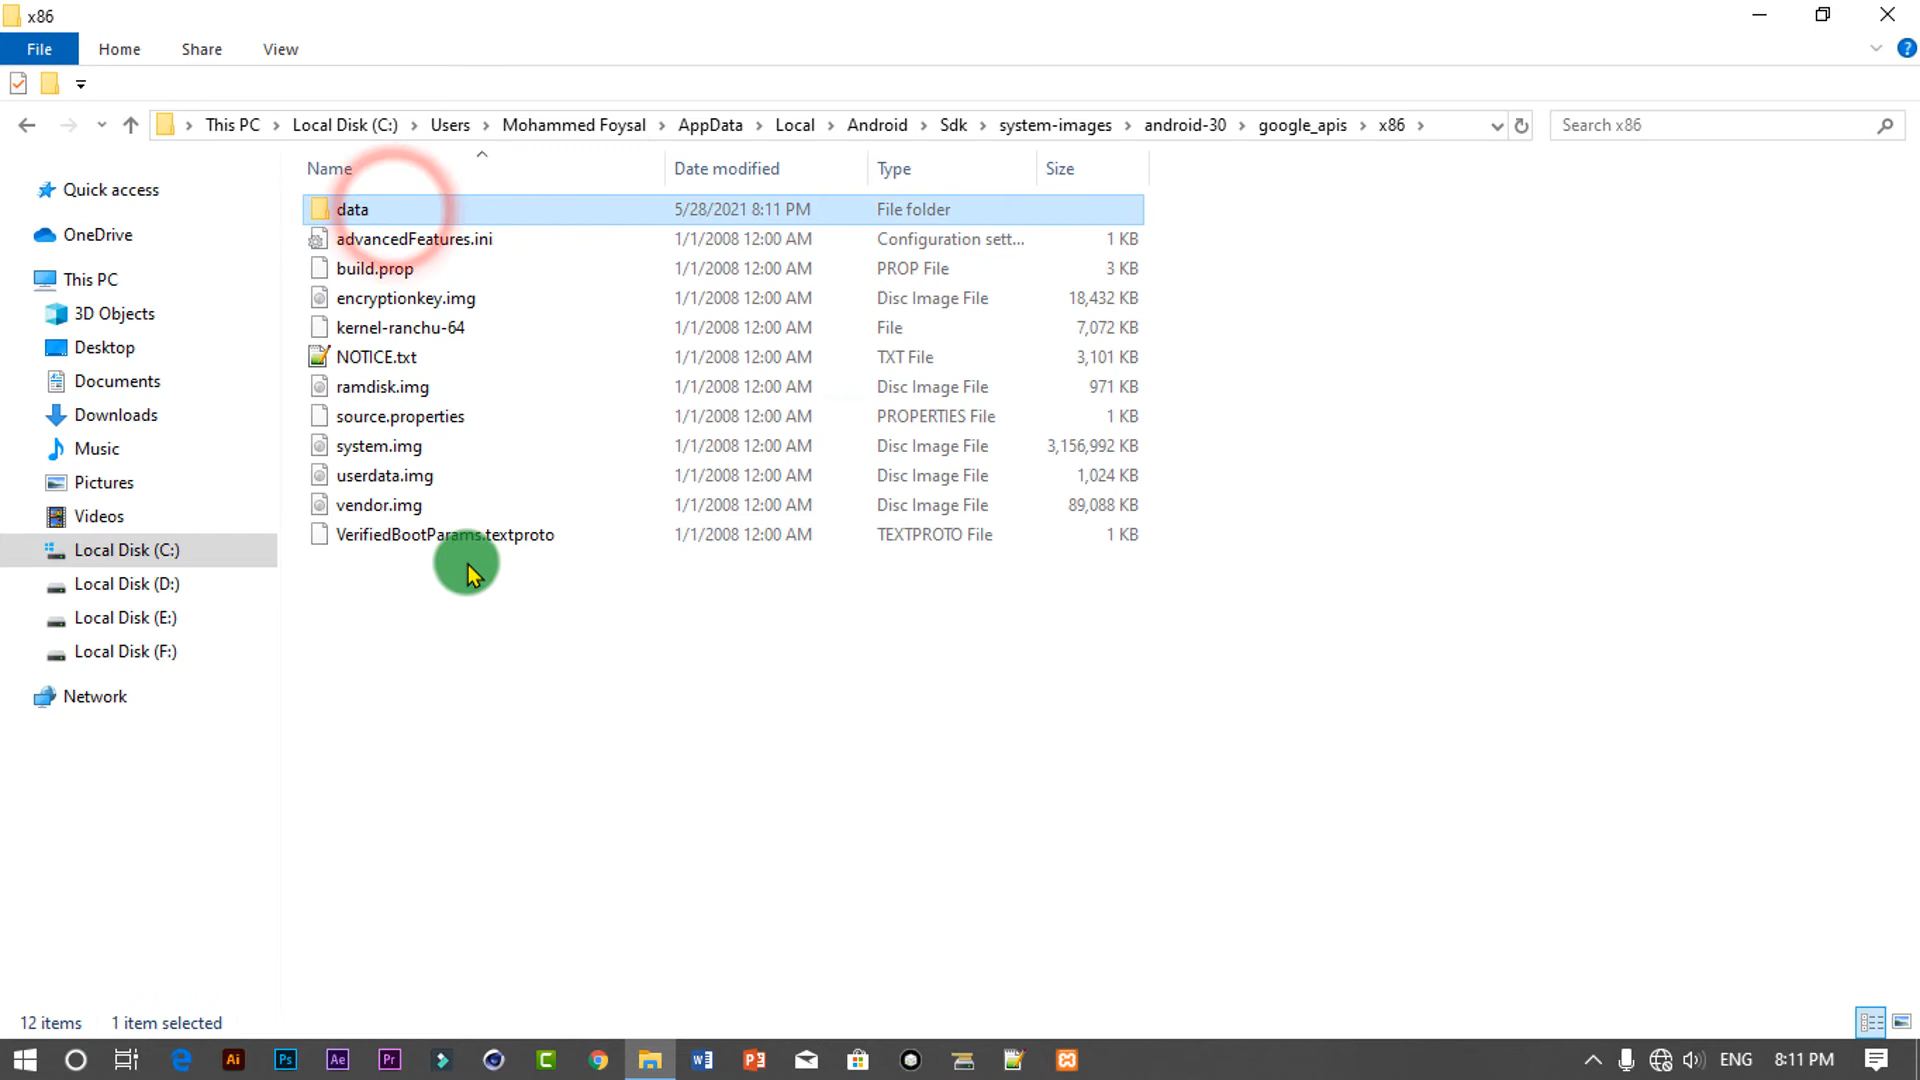 x86
File Home Share View
This PC Local Disk (C:) Users Mohammed Foysal AppData Local Android Sdk system-images android-30 google_apis x86
Search x86
Name Date modified Type Size
data 5/28/2021 8:11 PM File folder
advancedFeatures.ini 1/1/2008 12:00 AM Configuration sett... 1 KB
build.prop 1/1/2008 12:00 AM PROP File 3 KB
encryptionkey.img 1/1/2008 12:00 AM Disc Image File 18,432 KB
kernel-ranchu-64 1/1/2008 12:00 AM File 7,072 KB
NOTICE.txt 1/1/2008 12:00 AM TXT File 3,101 KB
ramdisk.img 1/1/2008 12:00 AM Disc Image File 971 KB
source.properties 1/1/2008 12:00 AM PROPERTIES File 1 KB
system.img 1/1/2008 12:00 AM Disc Image File 3,156,992 KB
userdata.img 1/1/2008 12:00 AM Disc Image File 1,024 KB
vendor.img 1/1/2008 12:00 AM Disc Image File 89,088 KB
VerifiedBootParams.textproto 1/1/2008 12:00 AM TEXTPROTO File 1 KB
Quick access
OneDrive
This PC
3D Objects
Desktop
Documents
Downloads
Music
Pictures
Videos
Local Disk (C:)
Local Disk (D:)
Local Disk (E:)
Local Disk (F:)
Network
12 items 1 item selected
Ai Ps Ae Pr C W P ENG 8:11 PM